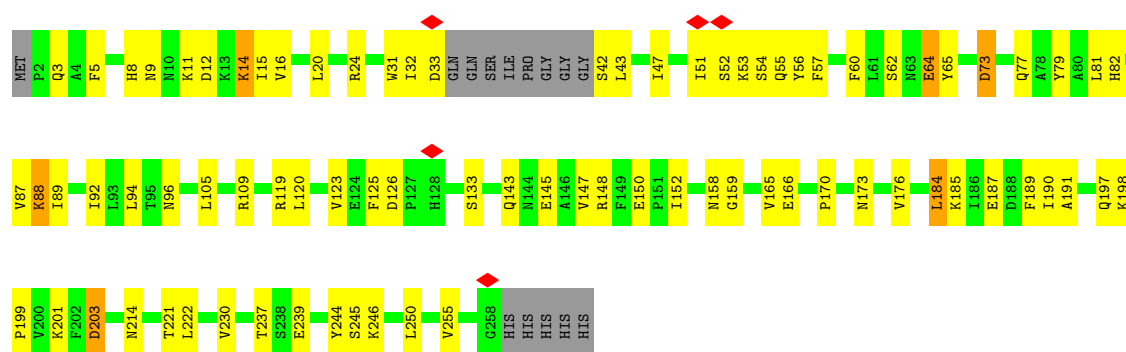 MET P2 Q3 A4 F5 H8 N9 N10 K11 D12 K13 K14 I15 V16 L20 R24 W31 I32 D33 GLN GLN SER ILE PRO GLY GLY GLY S42 L43 I47 I51 S52 K53 S54 Q55 Y56 F57 F60 L61 S62 N63 E64 Y65 D73 Q77 A78 Y79 A80 L81 H82
V87 K88 I89 I92 L93 L94 T95 N96 L105 R109 R119 L120 V123 E124 F125 D126 P127 H128 S133 Q143 N144 E145 A146 V147 R148 F149 E150 P151 I152 N158 G159 V165 E166 P170 N173 V176 L184 K185 I186 E187 D188 F189 I190 A191 Q197 K198
P199 V200 K201 F202 D203 N214 T221 L222 V230 T237 S238 E239 Y244 S245 K246 L250 V255 G258 HIS HIS HIS HIS HIS